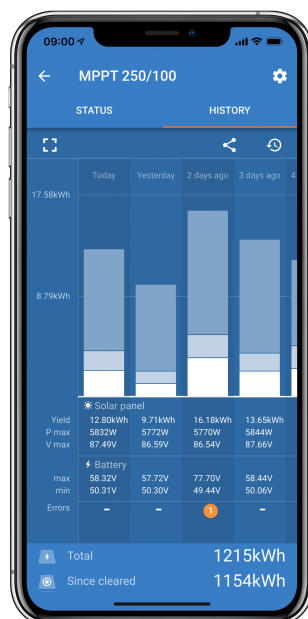 09:00
MPPT 250/100
STATUS HISTORY
Today Yesterday 2 days ago 3 days ago 4
17.58kWh
8.79kWh
Solar panel
Yield 12.80kWh 9.71kWh 16.18kWh 13.65kWh
P max 5832W 5772W 5770W 5844W
V max 87.49V 86.59V 86.54V 87.66V
Battery
max 58.32V 57.72V 77.70V 58.44V
min 50.31V 50.30V 49.44V 50.06V
Errors – – 1 –
Total 1215kWh
Since cleared 1154kWh